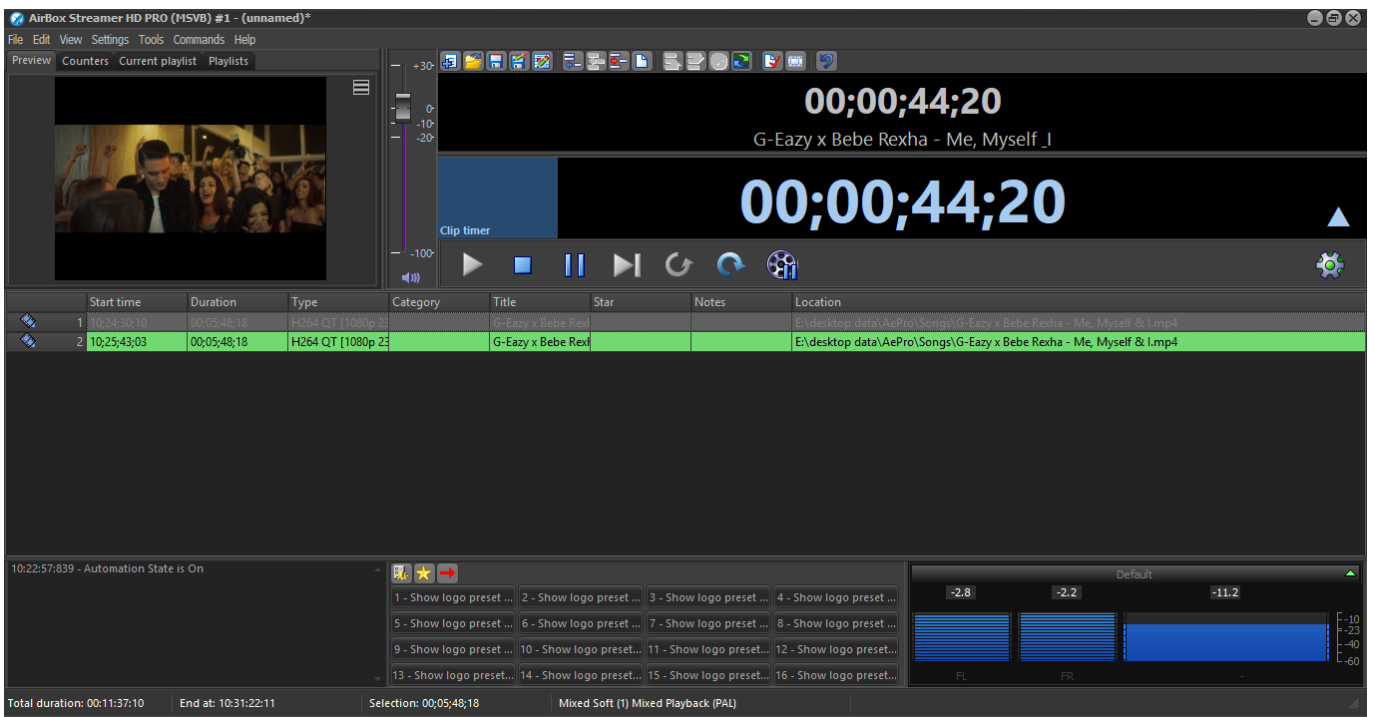 AirBox Streamer HD PRO (MSVB) #1 - (unnamed)*
File Edit View Settings Tools Commands Help
Preview Counters Current playlist Playlists
+30
0
-10
-20
-100
00;00;44;20
G-Eazy x Bebe Rexha - Me, Myself _I
00;00;44;20
Clip timer
Start time Duration Type Category Title Star Notes Location
1 10;24;30;10 00;05;48;18 H264 QT [1080p 23 G-Eazy x Bebe Rexh E:\desktop data\AePro\Songs\G-Eazy x Bebe Rexha - Me, Myself & I.mp4
2 10;25;43;03 00;05;48;18 H264 QT [1080p 23 G-Eazy x Bebe Rexh E:\desktop data\AePro\Songs\G-Eazy x Bebe Rexha - Me, Myself & I.mp4
10:22:57:839 - Automation State is On
1 - Show logo preset ... 2 - Show logo preset ... 3 - Show logo preset ... 4 - Show logo preset ...
5 - Show logo preset ... 6 - Show logo preset ... 7 - Show logo preset ... 8 - Show logo preset ...
9 - Show logo preset... 10 - Show logo preset... 11 - Show logo preset... 12 - Show logo preset...
13 - Show logo preset... 14 - Show logo preset... 15 - Show logo preset... 16 - Show logo preset...
Default
-2.8 -2.2 -11.2
-10
-23
-40
-60
FL FR -
Total duration: 00:11:37:10 End at: 10:31:22:11 Selection: 00;05;48;18 Mixed Soft (1) Mixed Playback (PAL)